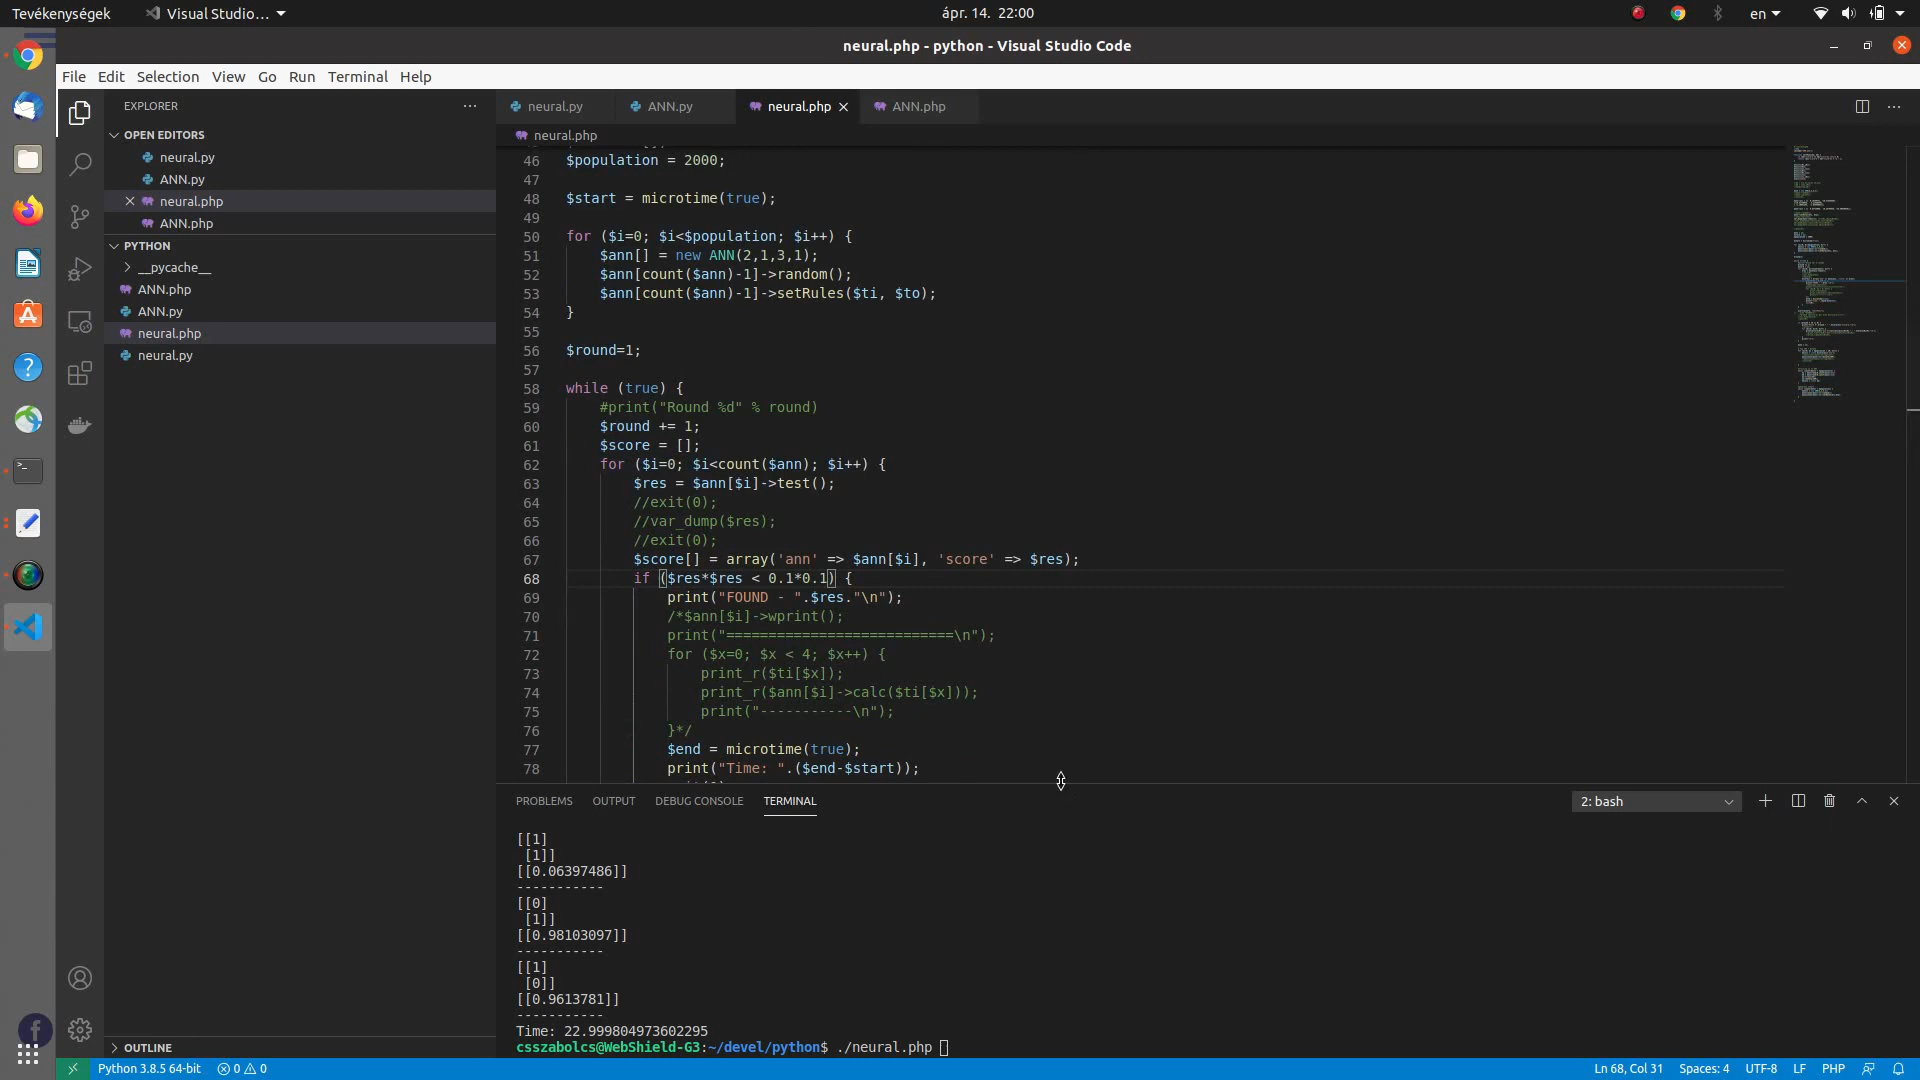 Tevékenységek
Visual Studio...
ápr. 14. 22:00
en
neural.php - python - Visual Studio Code
File Edit Selection View Go Run Terminal Help
EXPLORER
OPEN EDITORS
neural.py
ANN.py
neural.php
ANN.php
PYTHON
__pycache__
ANN.php
ANN.py
neural.php
neural.py
OUTLINE
neural.py ANN.py neural.php ANN.php
neural.php
46 $population = 2000;
47
48 $start = microtime(true);
49
50 for ($i=0; $i<$population; $i++) {
51 $ann[] = new ANN(2,1,3,1);
52 $ann[count($ann)-1]->random();
53 $ann[count($ann)-1]->setRules($ti, $to);
54 }
55
56 $round=1;
57
58 while (true) {
59 #print("Round %d" % round)
60 $round += 1;
61 $score = [];
62 for ($i=0; $i<count($ann); $i++) {
63 $res = $ann[$i]->test();
64 //exit(0);
65 //var_dump($res);
66 //exit(0);
67 $score[] = array('ann' => $ann[$i], 'score' => $res);
68 if ($res*$res < 0.1*0.1) {
69 print("FOUND - ".$res."\n");
70 /*$ann[$i]->wprint();
71 print("===========================\n");
72 for ($x=0; $x < 4; $x++) {
73 print_r($ti[$x]);
74 print_r($ann[$i]->calc($ti[$x]));
75 print("-----------\n");
76 }*/
77 $end = microtime(true);
78 print("Time: ".($end-$start));
PROBLEMS OUTPUT DEBUG CONSOLE TERMINAL
2: bash
[[1]
[1]]
[[0.06397486]]
-----------
[[0]
[1]]
[[0.98103097]]
-----------
[[1]
[0]]
[[0.9613781]]
-----------
Time: 22.999804973602295
csszabolcs@WebShield-G3:~/devel/python$ ./neural.php
Python 3.8.5 64-bit 0 0
Ln 68, Col 31 Spaces: 4 UTF-8 LF PHP